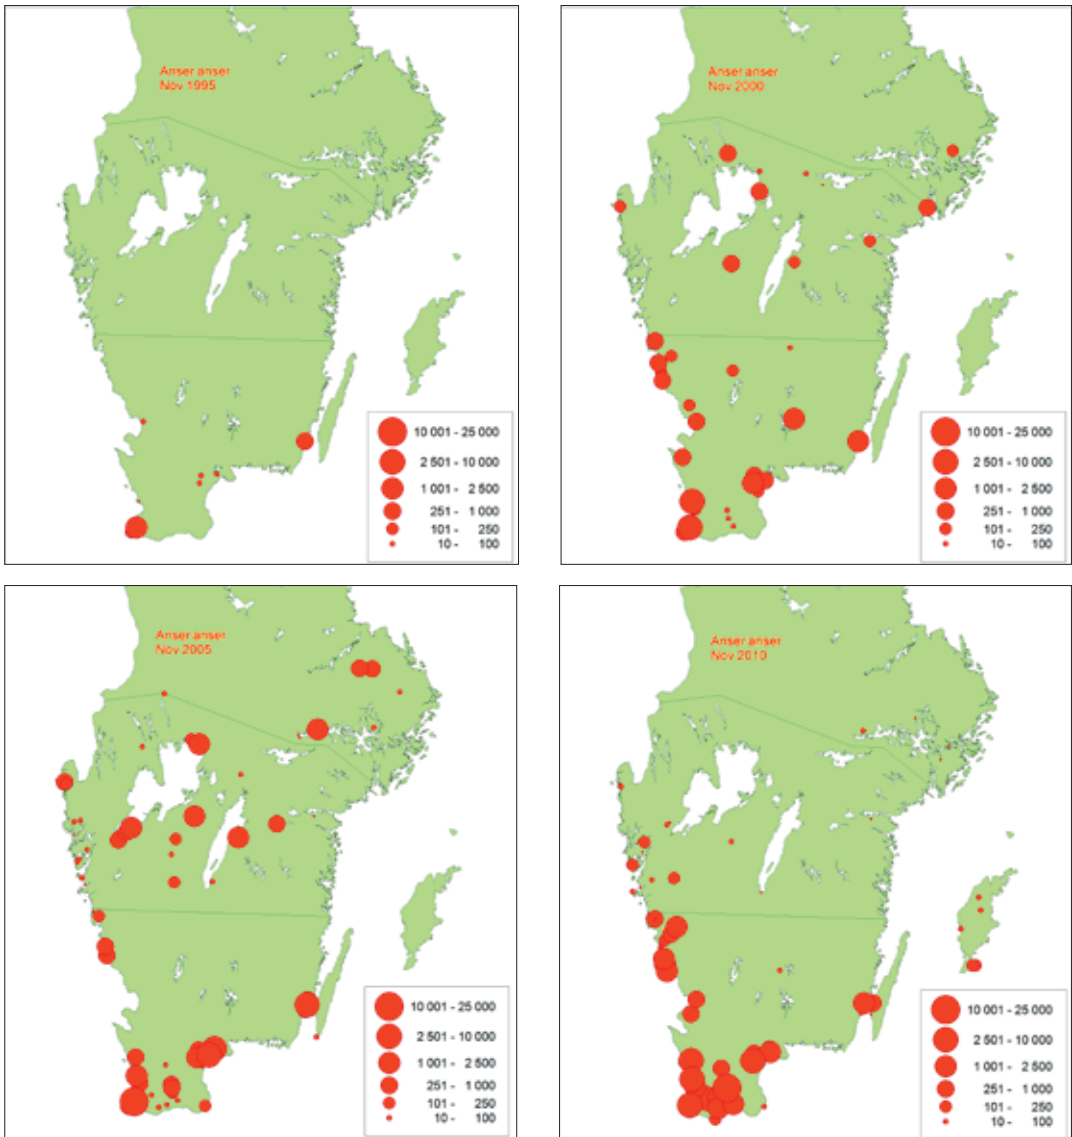 Anser anser
Nov 1995
10 001 - 25 000
2 501 - 10 000
1 001 - 2 500
251 - 1 000
101 - 250
10 - 100
Anser anser
Nov 2000
10 001 - 25 000
2 501 - 10 000
1 001 - 2 500
251 - 1 000
101 - 250
10 - 100
Anser anser
Nov 2005
10 001 - 25 000
2 501 - 10 000
1 001 - 2 500
251 - 1 000
101 - 250
10 - 100
Anser anser
Nov 2010
10 001 - 25 000
2 501 - 10 000
1 001 - 2 500
251 - 1 000
101 - 250
10 - 100